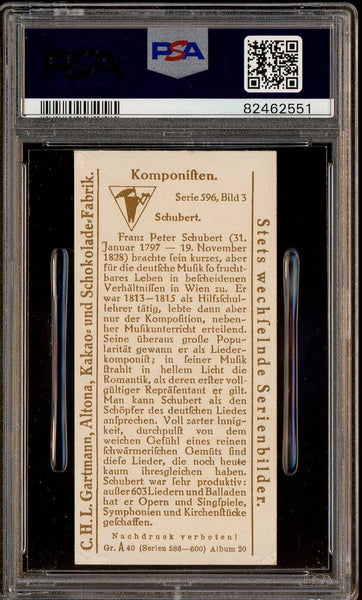 PSA
PSA
82462551
Komponiſten.
Serie 596, Bild 3
Schubert.
Franz Peter Schubert (31.
Januar 1797 — 19. November
1828) brachte ſein kurzes, aber
für die deutſche Muſik ſo frucht-
bares Leben in beſcheidenen
Verhältniſſen in Wien zu. Er
war 1813—1815 als Hilfsſchul-
lehrer tätig, lebte dann aber
nur der Kompoſition, neben-
her Muſikunterricht erteilend.
Seine überaus große Popu-
larität gewann er als Lieder-
komponiſt; in ſeiner Muſik
ſtrahlt in hellem Licht die
Romantik, als deren erſter voll-
gültiger Repräſentant er gilt.
Man kann Schubert als den
Schöpfer des deutſchen Liedes
anſprechen. Voll zarter Innig-
keit, durchpulſt von dem
weichen Gefühl eines reinen
ſchwärmeriſchen Gemüts ſind
dieſe Lieder, die noch heute
kaum ihresgleichen haben.
Schubert war ſehr produktiv:
außer 603 Liedern und Balladen
hat er Opern und Singſpiele,
Symphonien und Kirchenſtücke
geſchaffen.
Nachdruck verboten!
Gr. A 40 (Serien 586—600) Album 20
C. H. L. Gartmann, Altona, Kakao- und Schokolade-Fabrik.
Stets wechſelnde Serienbilder.